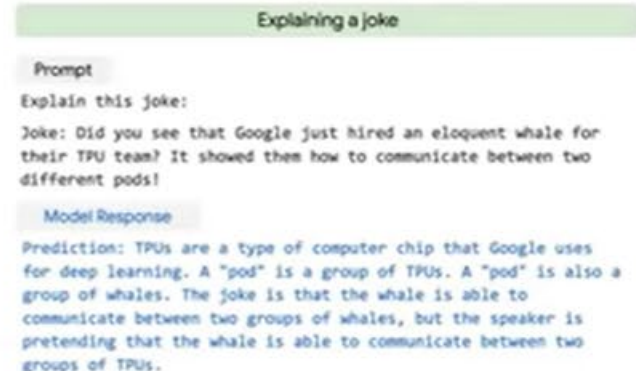 Explaining a joke
Prompt
Explain this joke:
Joke: Did you see that Google just hired an eloquent whale for
their TPU team? It showed them how to communicate between two
different pods!
Model Response
Prediction: TPUs are a type of computer chip that Google uses
for deep learning. A "pod" is a group of TPUs. A "pod" is also a
group of whales. The joke is that the whale is able to
communicate between two groups of whales, but the speaker is
pretending that the whale is able to communicate between two
groups of TPUs.